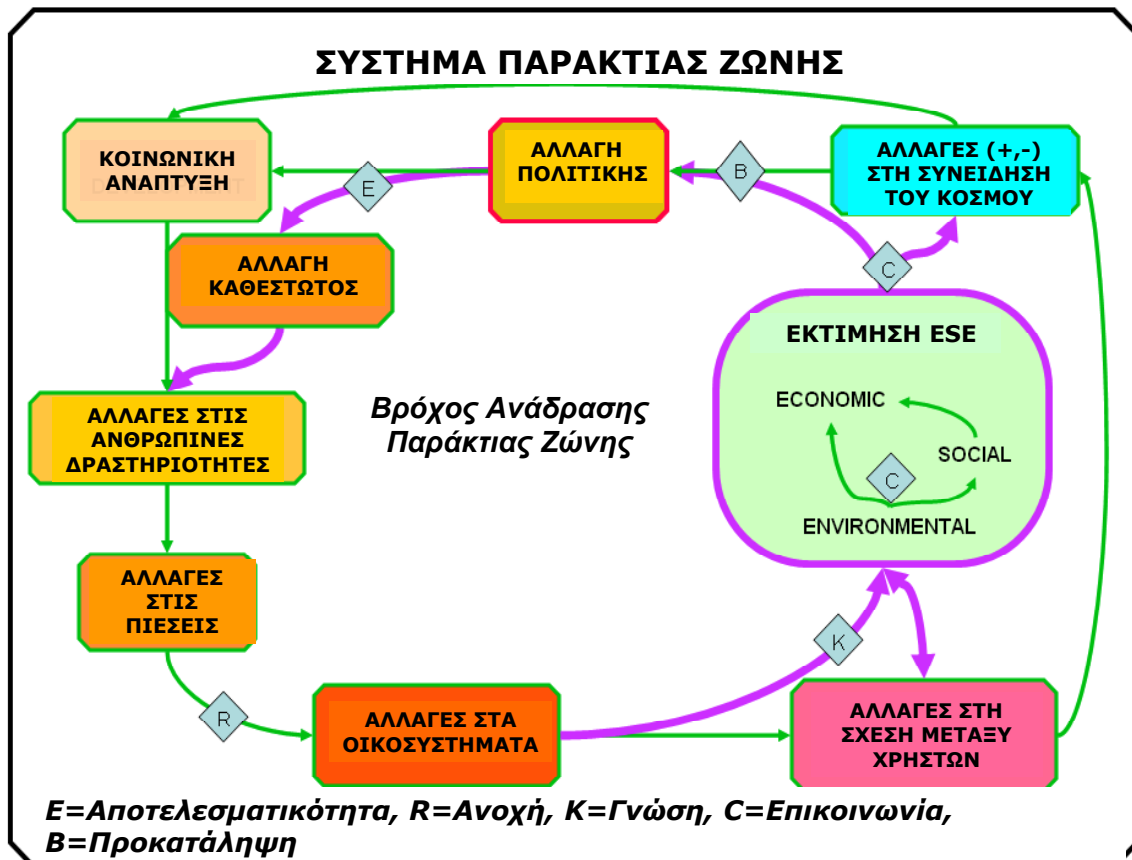 ΣΥΣΤΗΜΑ ΠΑΡΑΚΤΙΑΣ ΖΩΝΗΣ
ΚΟΙΝΩΝΙΚΗ
ΑΝΑΠΤΥΞΗ
E
ΑΛΛΑΓΗ
ΠΟΛΙΤΙΚΗΣ
B
ΑΛΛΑΓΕΣ (+,-)
ΣΤΗ ΣΥΝΕΙΔΗΣΗ
ΤΟΥ ΚΟΣΜΟΥ
ΑΛΛΑΓΗ
ΚΑΘΕΣΤΩΤΟΣ
C
ΕΚΤΙΜΗΣΗ ESE
ECONOMIC
SOCIAL
C
ENVIRONMENTAL
Βρόχος Ανάδρασης
Παράκτιας Ζώνης
ΑΛΛΑΓΕΣ ΣΤΙΣ
ΑΝΘΡΩΠΙΝΕΣ
ΔΡΑΣΤΗΡΙΟΤΗΤΕΣ
ΑΛΛΑΓΕΣ
ΣΤΙΣ
ΠΙΕΣΕΙΣ
K
R
ΑΛΛΑΓΕΣ ΣΤΑ
ΟΙΚΟΣΥΣΤΗΜΑΤΑ
ΑΛΛΑΓΕΣ ΣΤΗ
ΣΧΕΣΗ ΜΕΤΑΞΥ
ΧΡΗΣΤΩΝ
E=Αποτελεσματικότητα, R=Ανοχή, K=Γνώση, C=Επικοινωνία,
B=Προκατάληψη